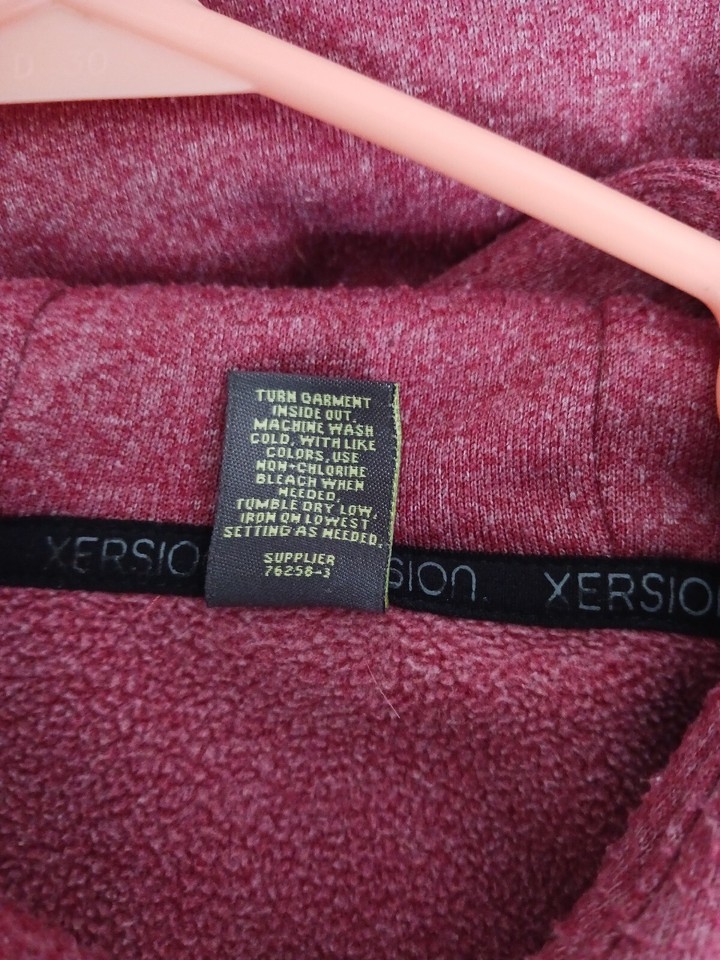 TURN GARMENT
INSIDE OUT.
MACHINE WASH
COLD, WITH LIKE
COLORS, USE
NON-CHLORINE
BLEACH WHEN
NEEDED.
TUMBLE DRY LOW.
IRON ON LOWEST
SETTING AS NEEDED.
SUPPLIER
76258-3
XERSIO SION. XERSIO